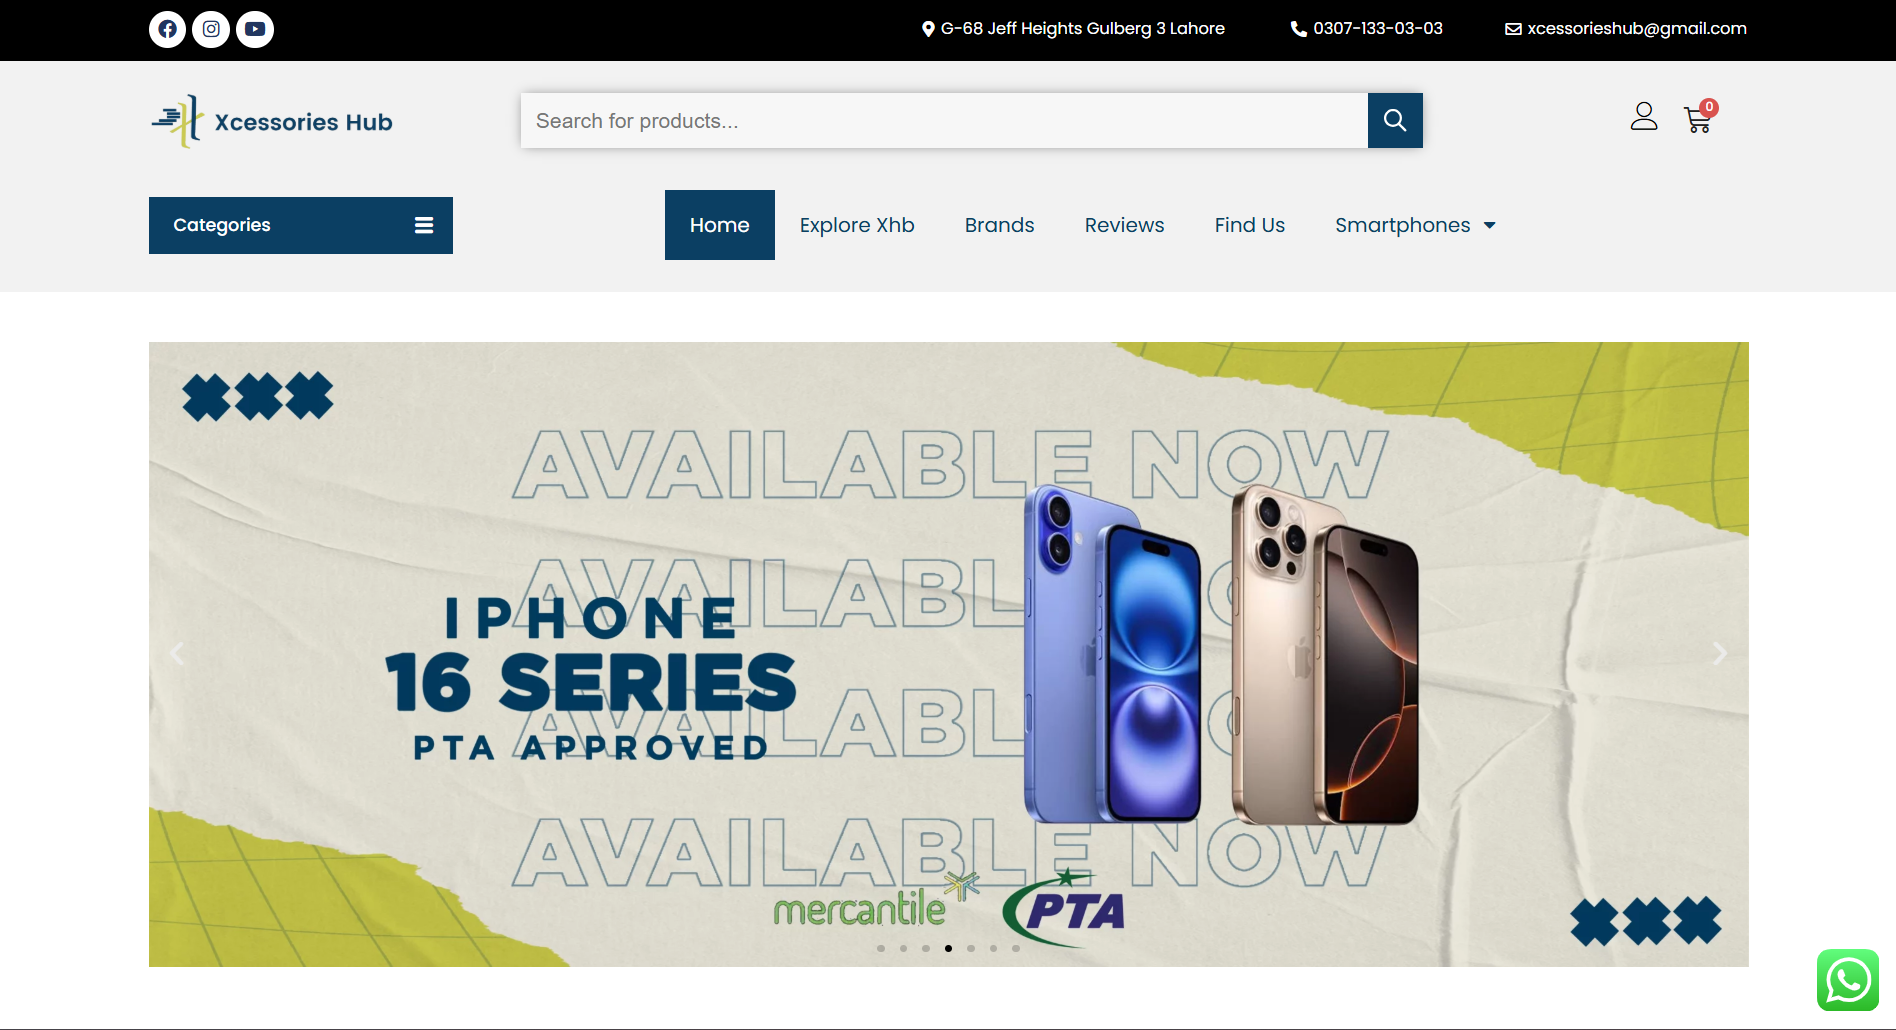 G-68 Jeff Heights Gulberg 3 Lahore
0307-133-03-03
xcessorieshub@gmail.com
Xcessories Hub
Search for products...
0
Categories
Home
Explore Xhb
Brands
Reviews
Find Us
Smartphones
AVAILABLE NOW
AVAILABLE NO
IPHONE
16 SERIES
AVAILABL
PTA APPROVED
AVAILABLE NOW
mercantile
PTA